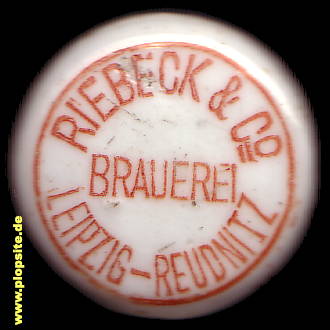 RIEBECK & Co
BRAUEREI
LEIPZIG-REUDNITZ
www.plopsite.de